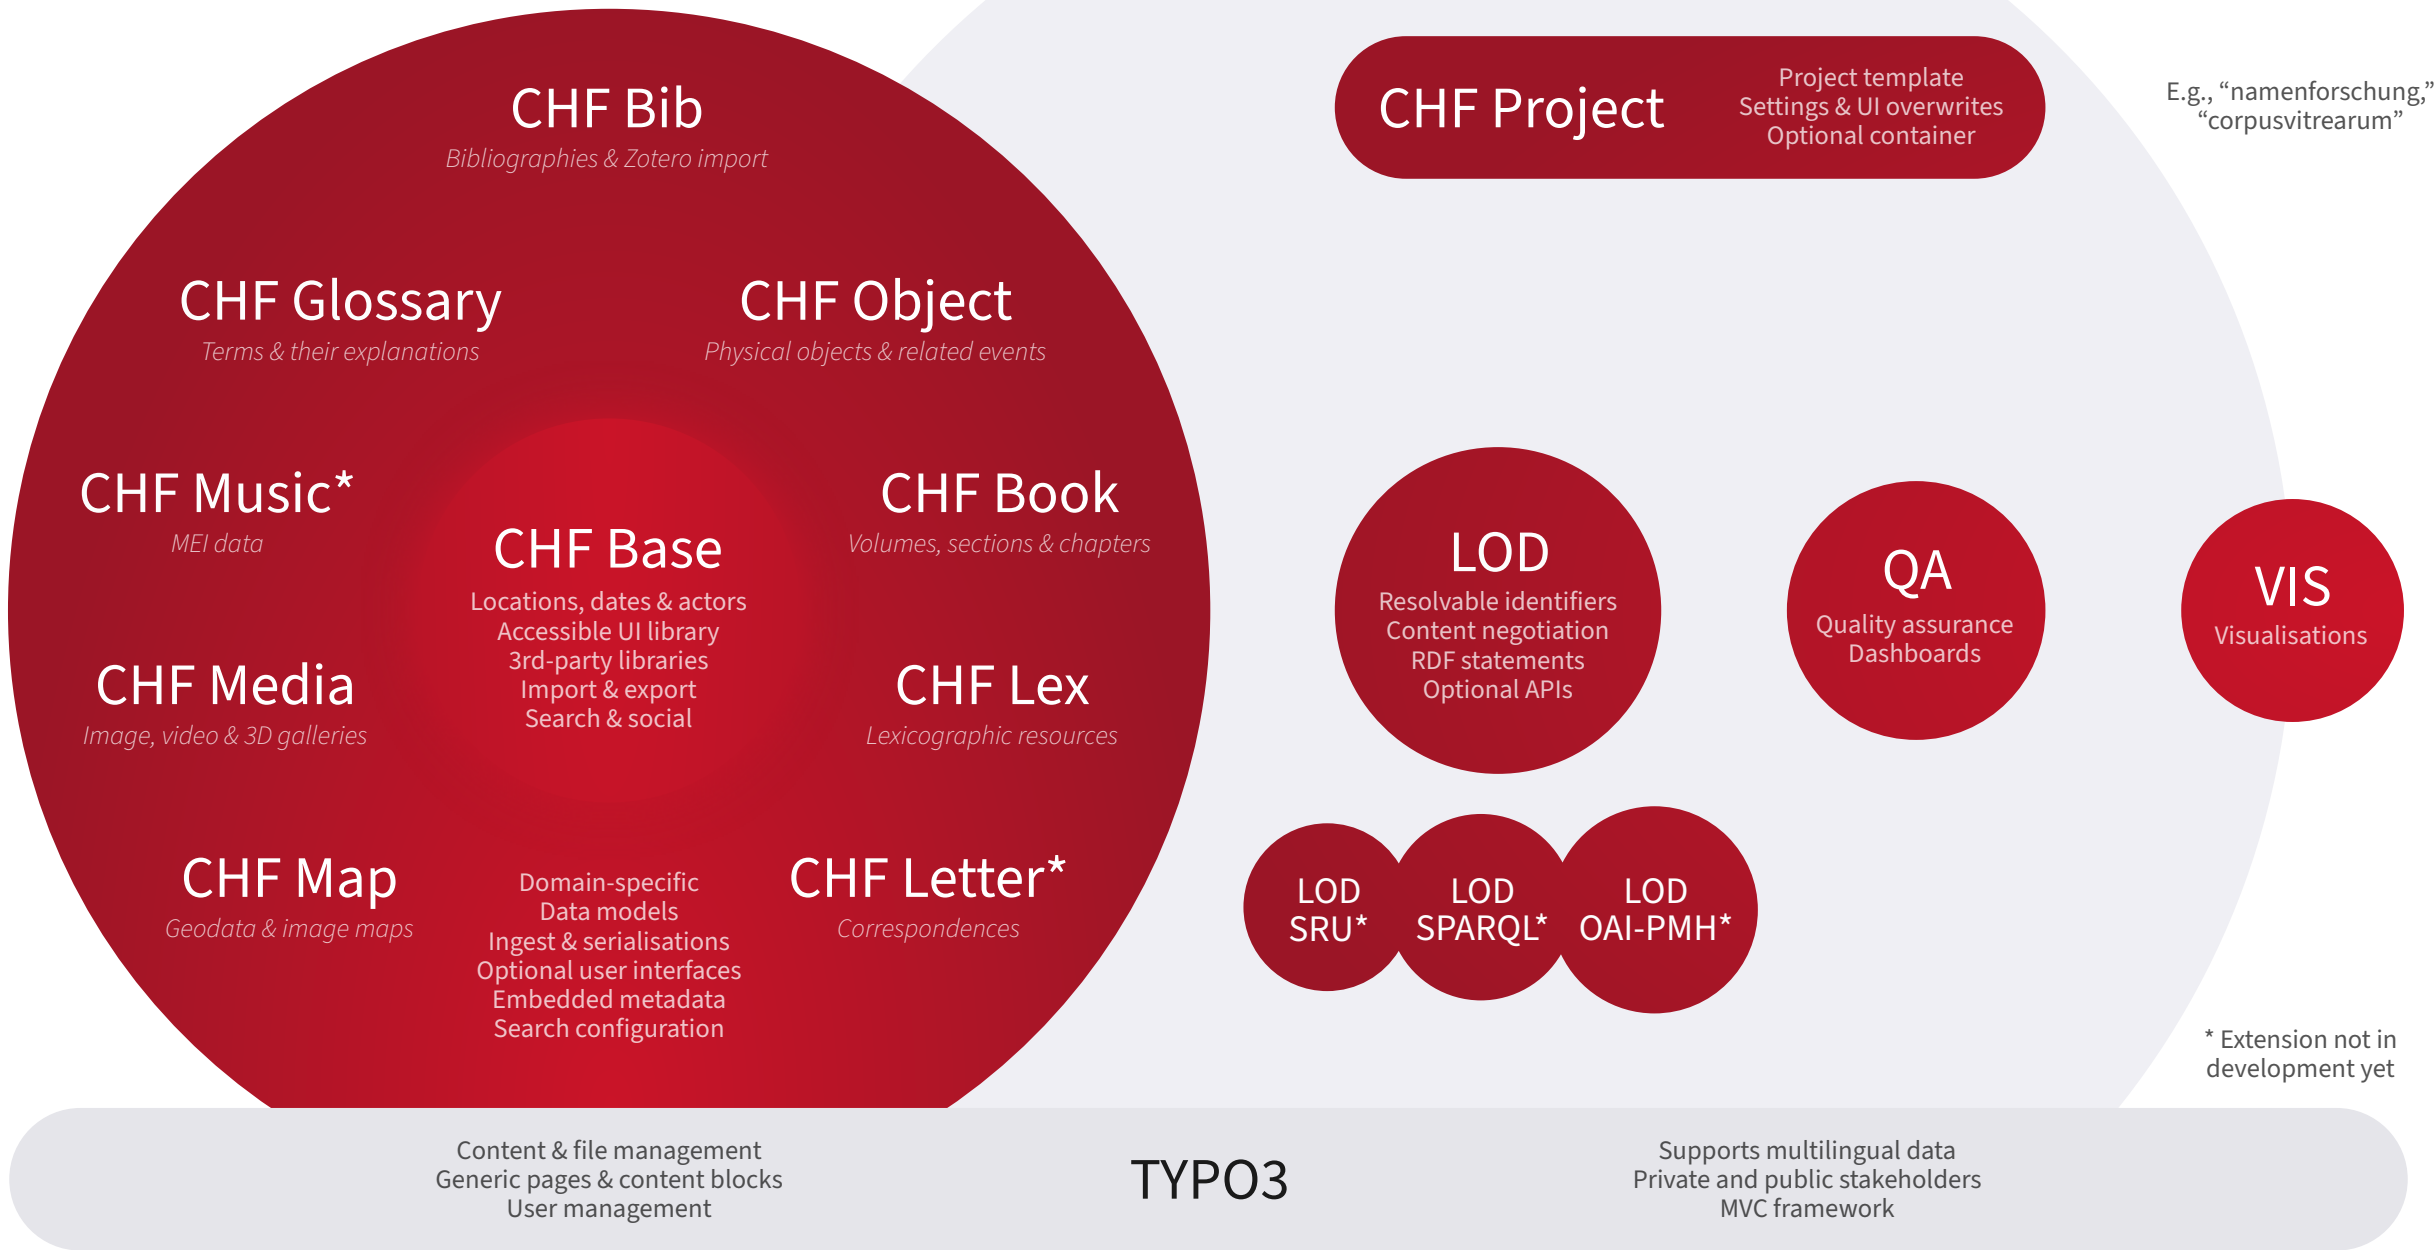 CHF Bib
Bibliographies & Zotero import
CHF Glossary
Terms & their explanations
CHF Object
Physical objects & related events
CHF Music*
MEI data
CHF Book
Volumes, sections & chapters
CHF Base
Locations, dates & actors
Accessible UI library
3rd-party libraries
Import & export
Search & social
CHF Media
Image, video & 3D galleries
CHF Lex
Lexicographic resources
CHF Map
Geodata & image maps
Domain-specific
Data models
Ingest & serialisations
Optional user interfaces
Embedded metadata
Search configuration
CHF Letter*
Correspondences
CHF Project
Project template
Settings & UI overwrites
Optional container
E.g., “namenforschung,”
“corpusvitrearum”
LOD
Resolvable identifiers
Content negotiation
RDF statements
Optional APIs
QA
Quality assurance
Dashboards
VIS
Visualisations
LOD
SRU*
LOD
SPARQL*
LOD
OAI-PMH*
* Extension not in
development yet
Content & file management
Generic pages & content blocks
User management
TYPO3
Supports multilingual data
Private and public stakeholders
MVC framework